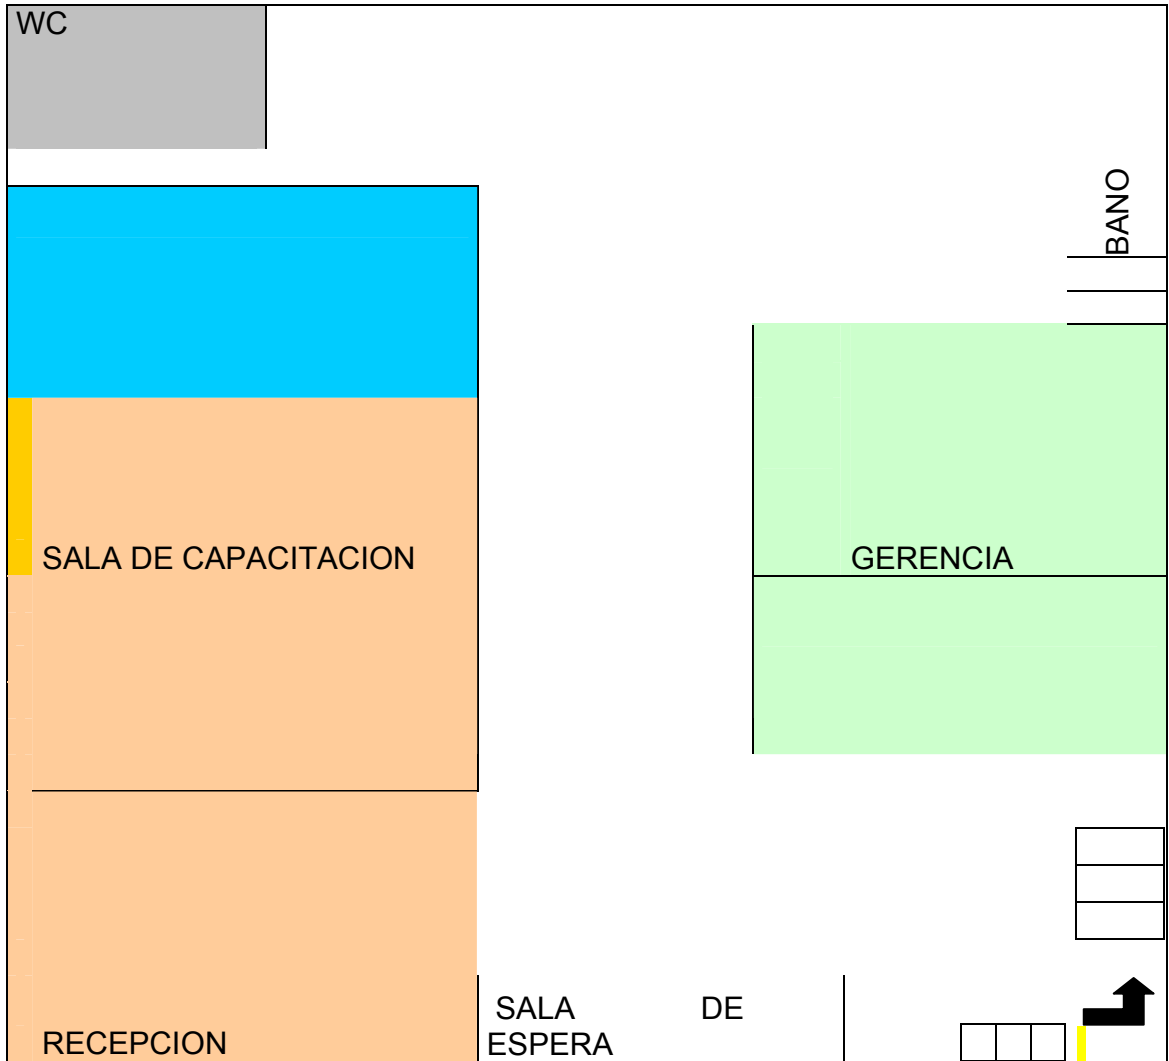 WC
BANO
SALA DE CAPACITACION
GERENCIA
SALA DE
ESPERA
RECEPCION